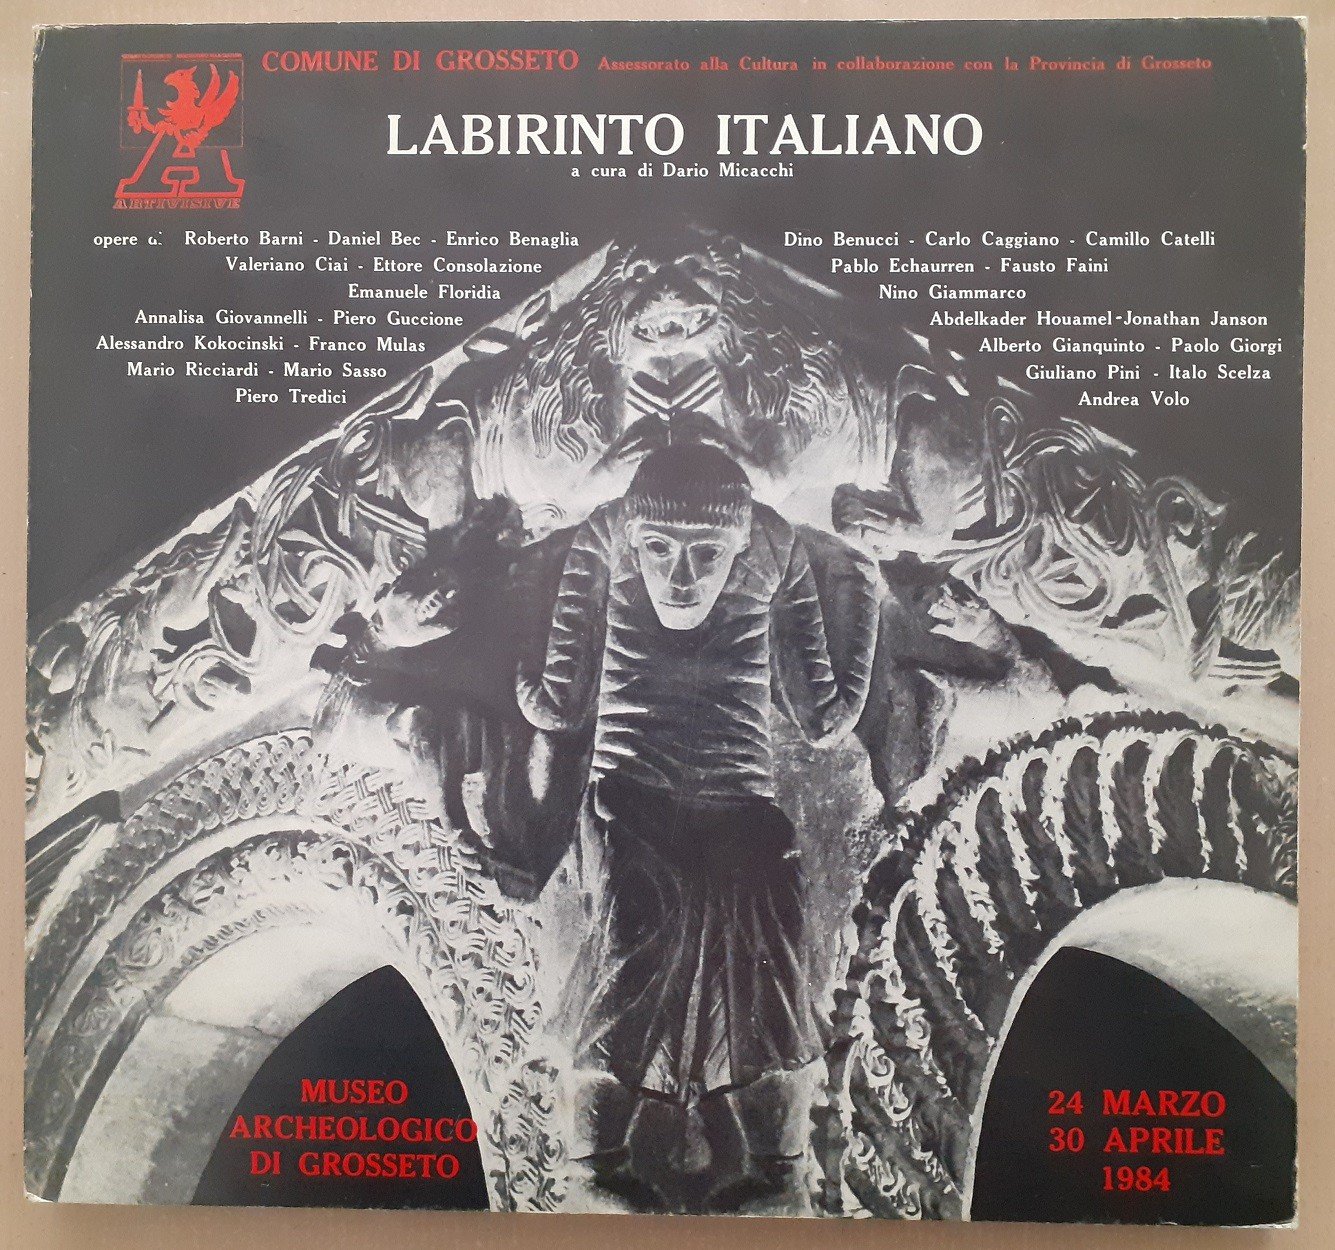 COMUNE DI GROSSETO Assessorato alla Cultura in collaborazione con la Provincia di Grosseto
ARTIVISIVE
LABIRINTO ITALIANO
a cura di Dario Micacchi
opere di: Roberto Barni - Daniel Bec - Enrico Benaglia
Valeriano Ciai - Ettore Consolazione
Emanuele Floridia
Annalisa Giovannelli - Piero Guccione
Alessandro Kokocinski - Franco Mulas
Mario Ricciardi - Mario Sasso
Piero Tredici
Dino Benucci - Carlo Caggiano - Camillo Catelli
Pablo Echaurren - Fausto Faini
Nino Giammarco
Abdelkader Houamel-Jonathan Janson
Alberto Gianquinto - Paolo Giorgi
Giuliano Pini - Italo Scelza
Andrea Volo
MUSEO
ARCHEOLOGICO
DI GROSSETO
24 MARZO
30 APRILE
1984